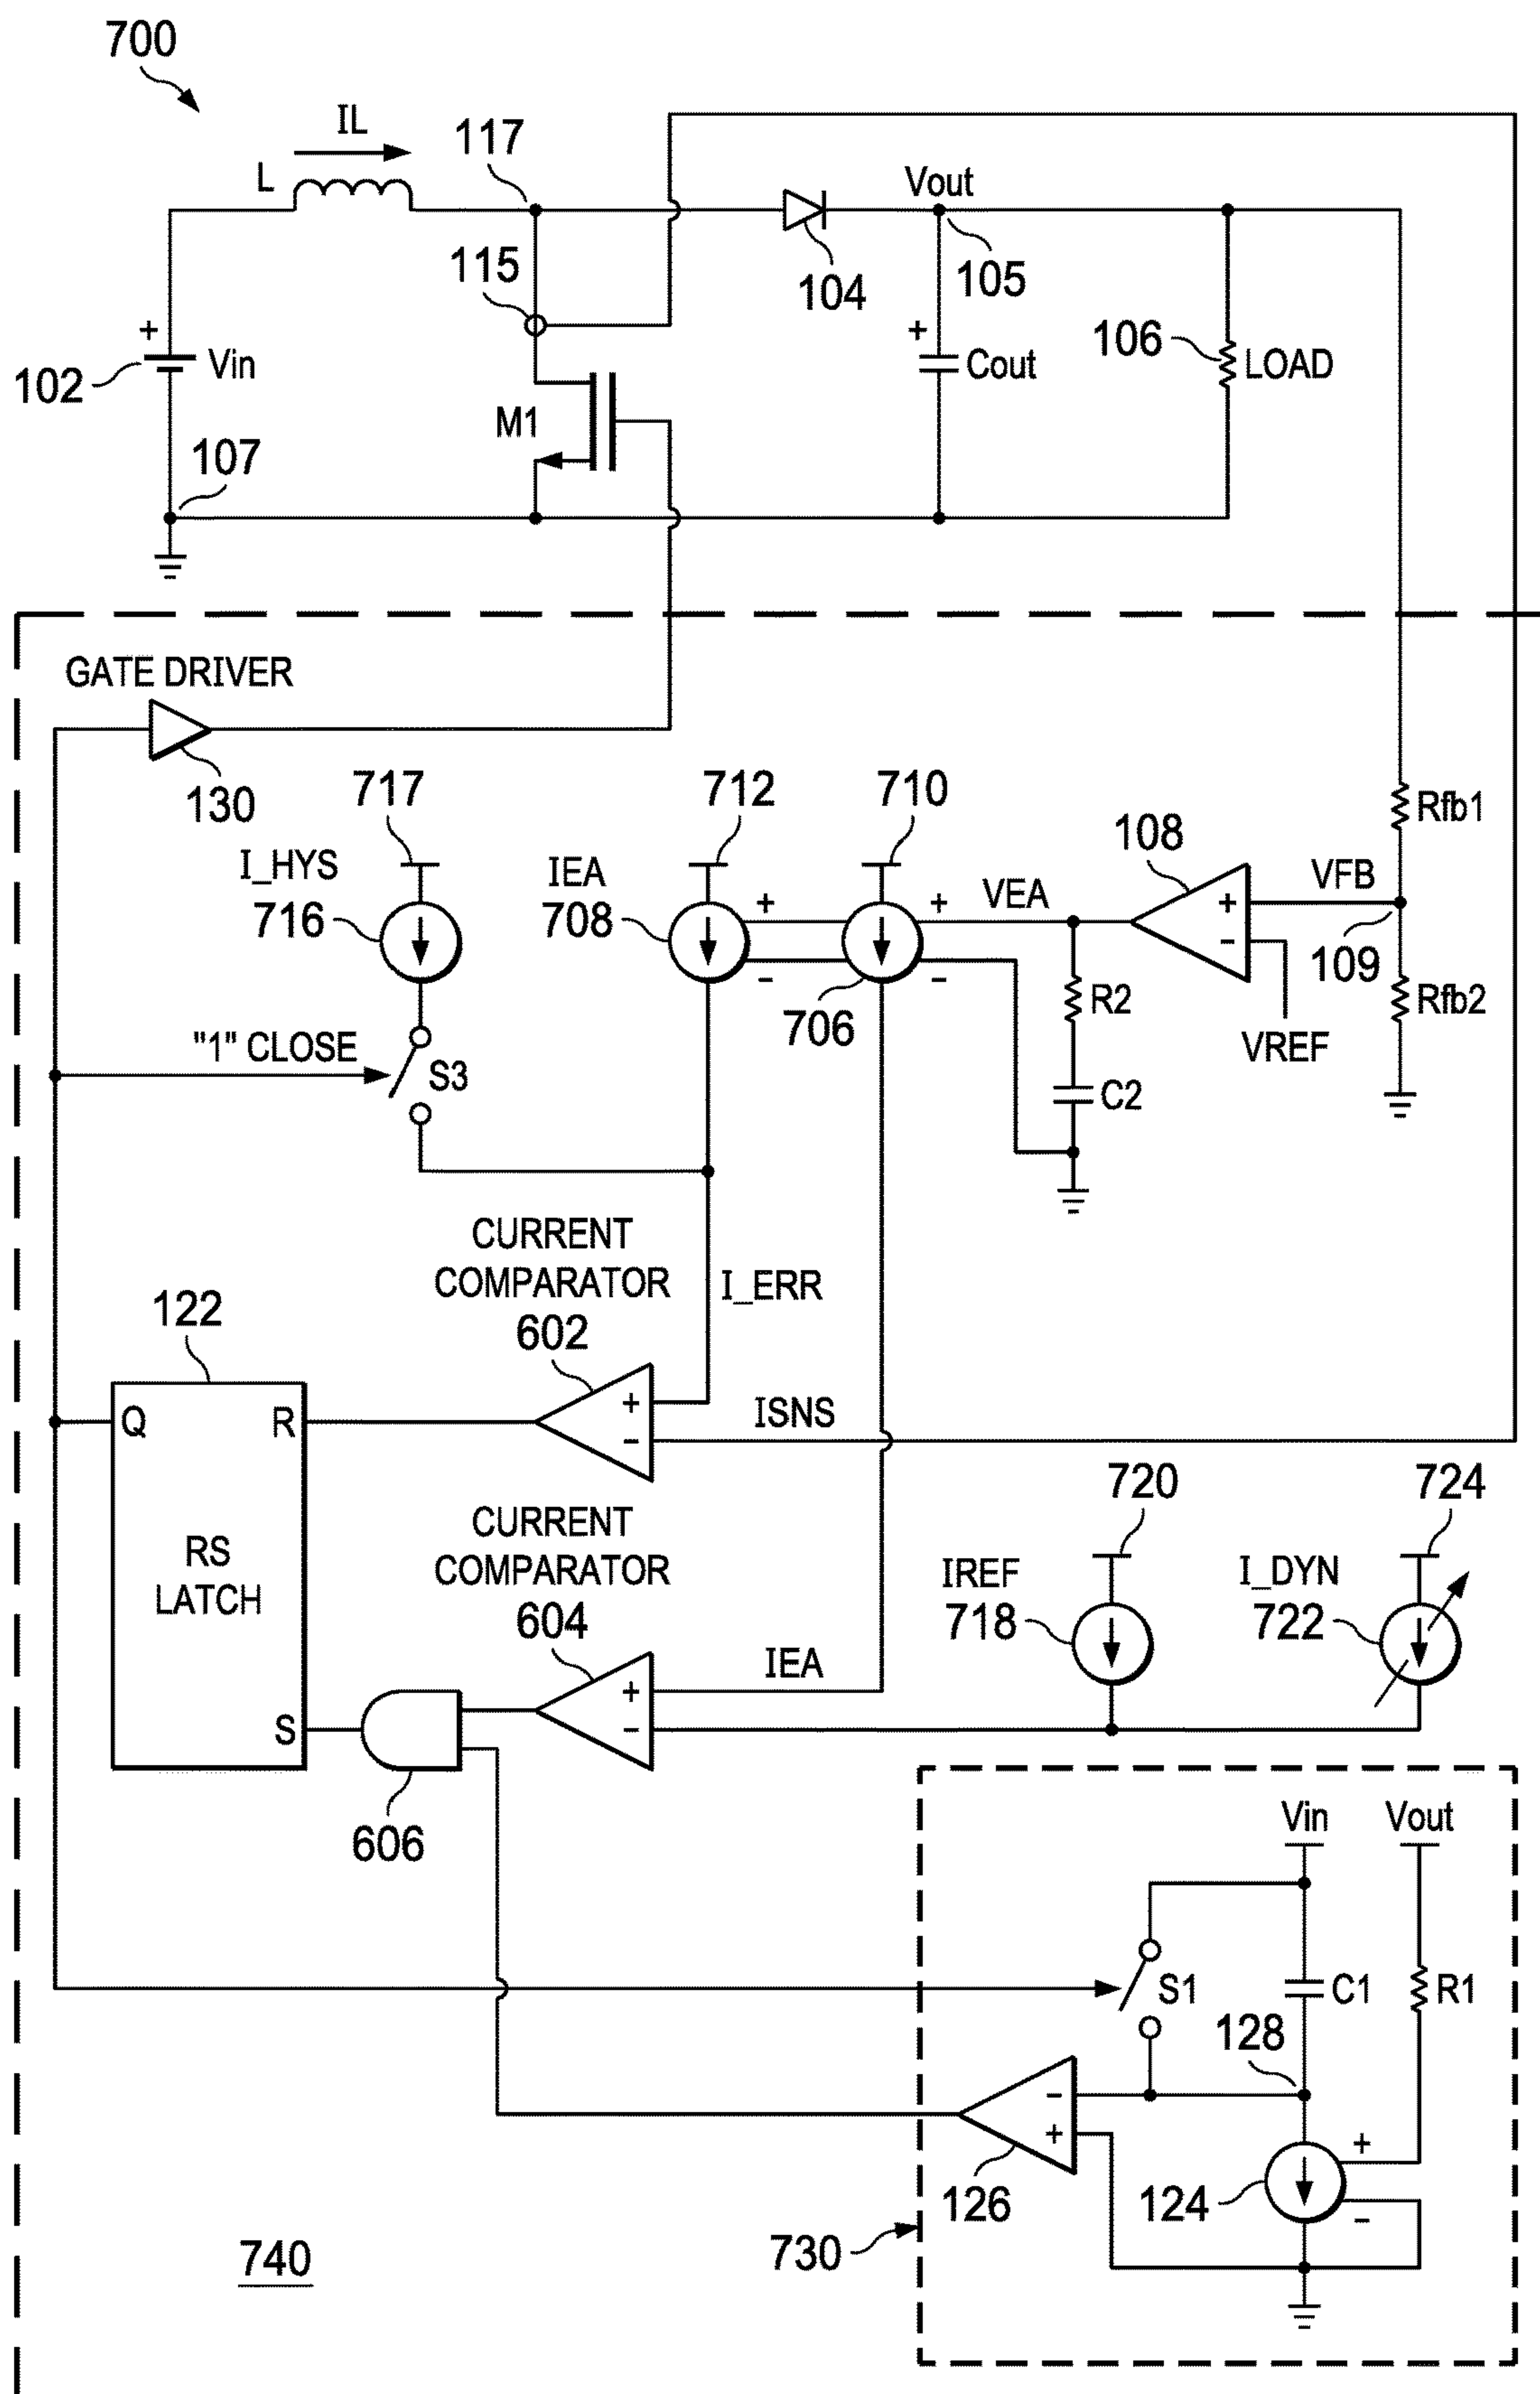 700
IL
L
117
Vout
115
104
105
+
Vin
102
+
Cout
106
LOAD
M1
107
GATE DRIVER
130
717
712
710
Rfb1
I_HYS
716
IEA
708
+
-
+
-
VEA
108
+
-
VFB
109
706
R2
Rfb2
VREF
"1" CLOSE
S3
C2
CURRENT
COMPARATOR
602
I_ERR
122
Q
R
+
-
ISNS
RS
LATCH
CURRENT
COMPARATOR
604
720
724
IREF
718
I_DYN
722
IEA
+
-
S
606
Vin
Vout
S1
C1
R1
128
-
+
126
+
-
124
730
740